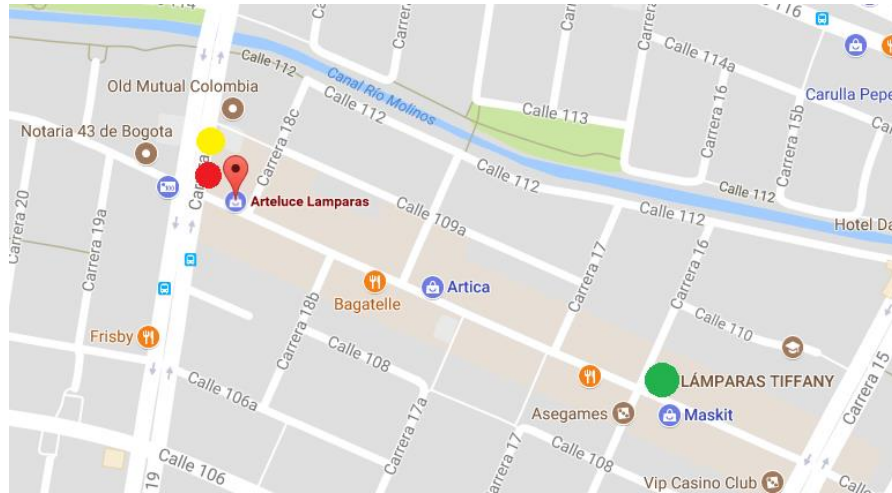 114
Carrera
Calle 112
Old Mutual Colombia
Notaria 43 de Bogota
Carrera 18c
Calle 112
Canal Río Molinos
Calle 113
Calle 114a
Calle 116
Carulla Pepe
Carrera 16
Carrera 15b
Calle 112
Calle 112
Calle 112
Hotel Da
Carrera 20
Carrera 19a
Arteluce Lamparas
Calle 109a
Carrera 17
Carrera 16
Artica
Bagatelle
Carrera 18b
Calle 110
Frisby
Calle 108
LÁMPARAS TIFFANY
Carrera 15
Asegames
Maskit
Calle 106a
Carrera 17a
Carrera 17
Calle 108
Calle 106
19
Vip Casino Club